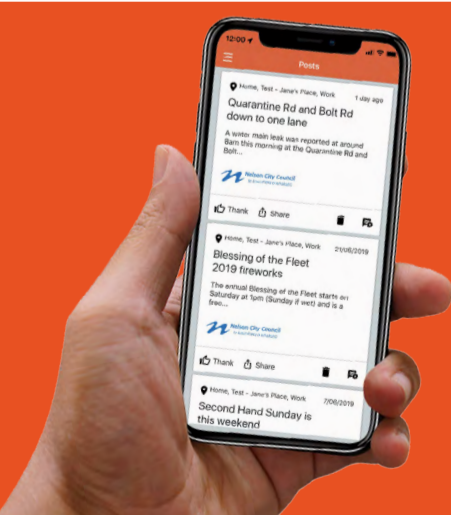 12:00
Posts
Home, Test - Jane's Place, Work 1 day ago
Quarantine Rd and Bolt Rd
down to one lane
A water main leak was reported at around
8am this morning at the Quarantine Rd and
Bolt...
Nelson City Council
Thank Share
Home, Test - Jane's Place, Work 21/08/2019
Blessing of the Fleet
2019 fireworks
The annual Blessing of the Fleet starts on
Saturday at 1pm (Sunday if wet) and is a
free...
Nelson City Council
Thank Share
Home, Test - Jane's Place, Work 7/08/2019
Second Hand Sunday is
this weekend